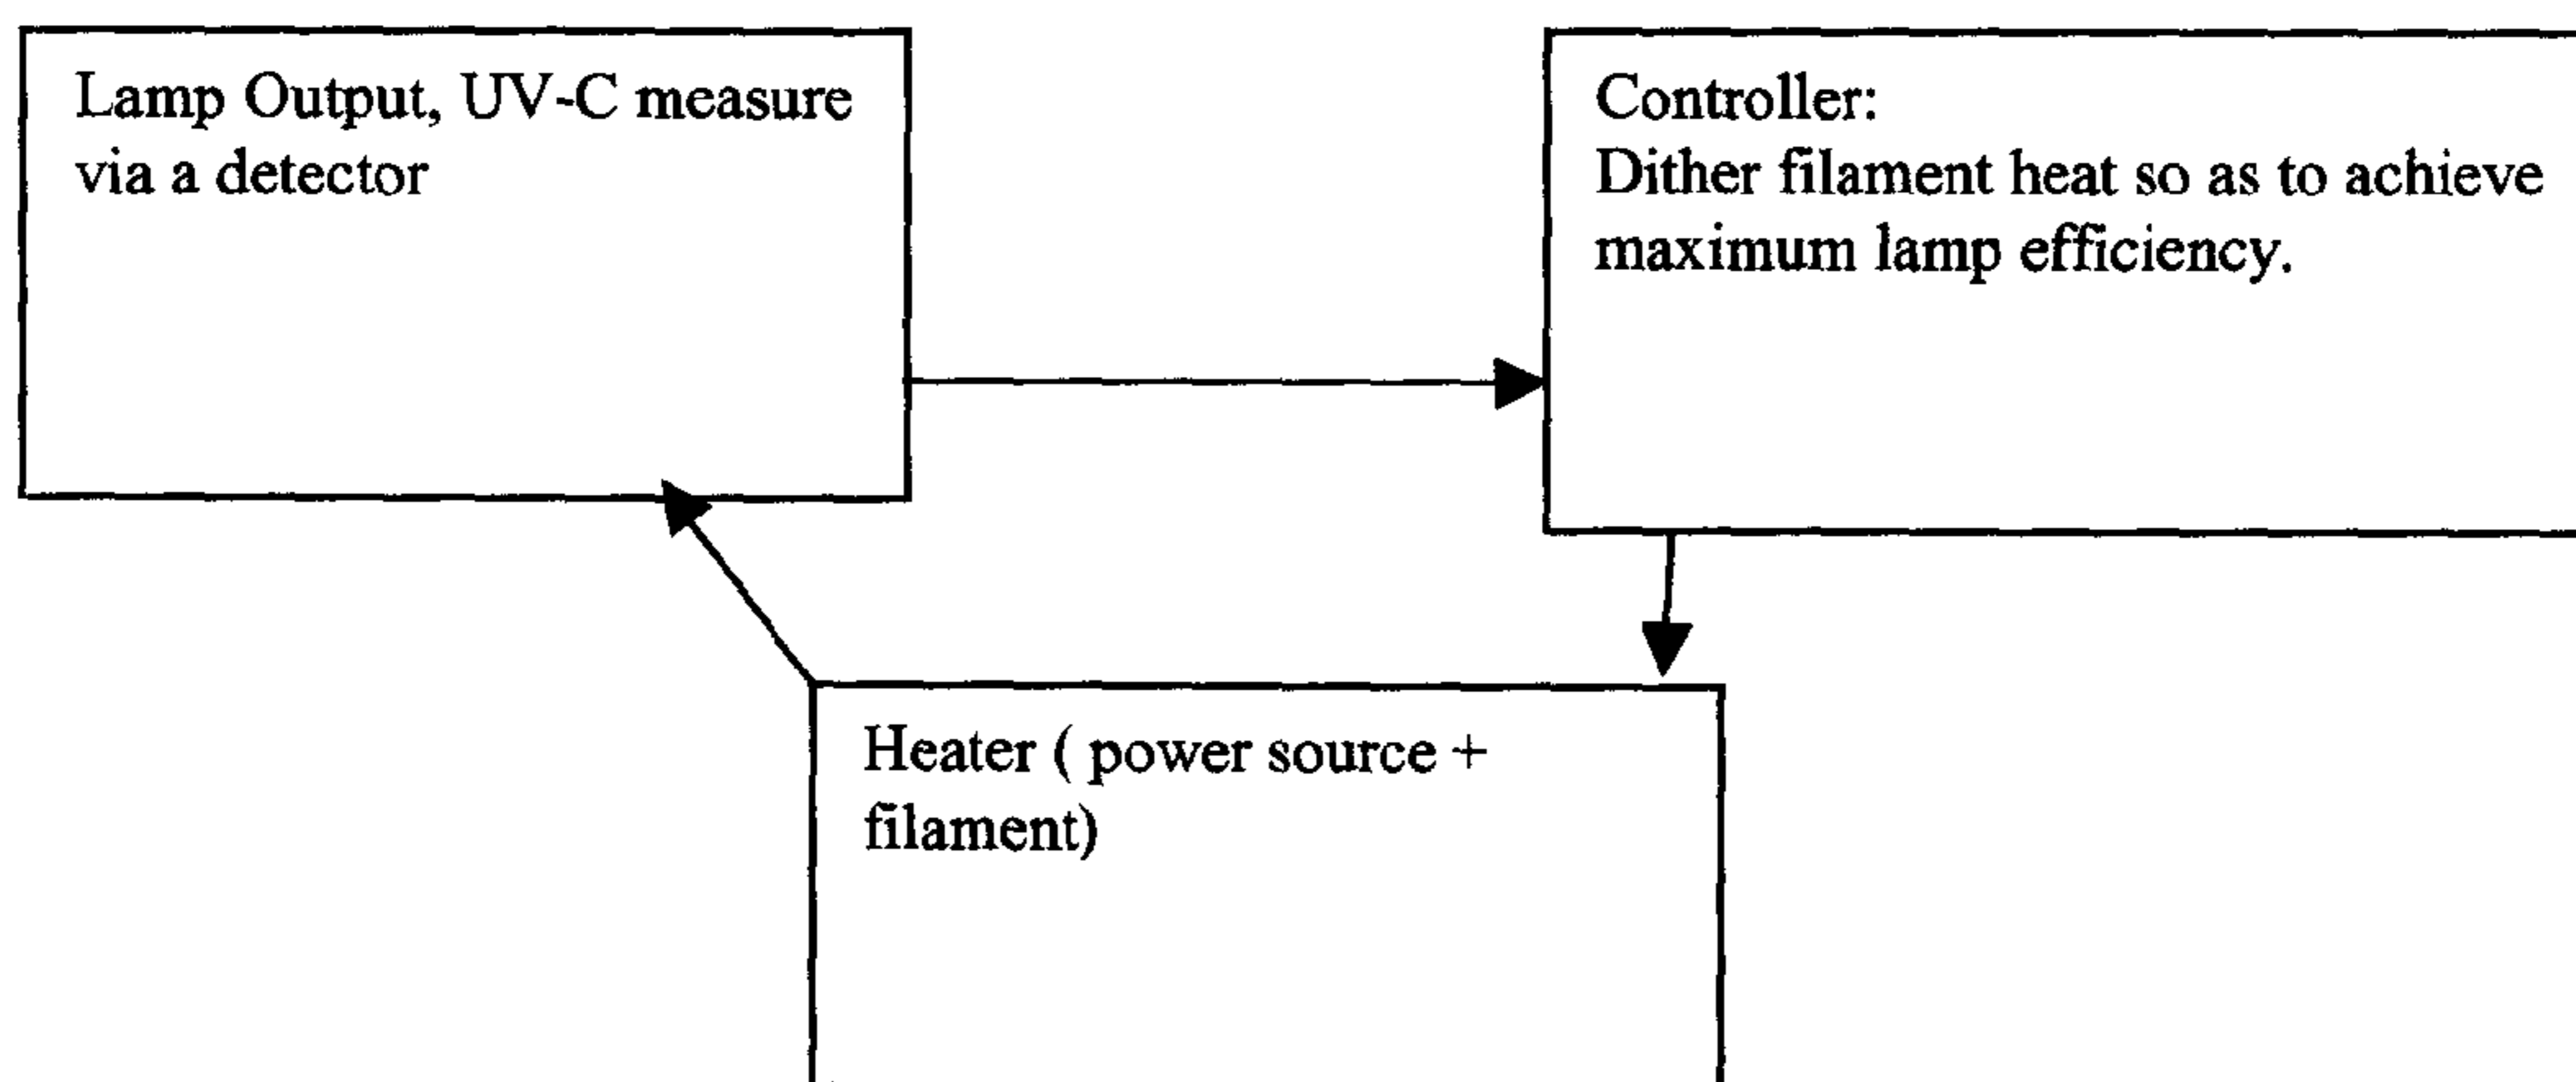 Lamp Output, UV-C measure
via a detector
Controller:
Dither filament heat so as to achieve
maximum lamp efficiency.
Heater ( power source +
filament)